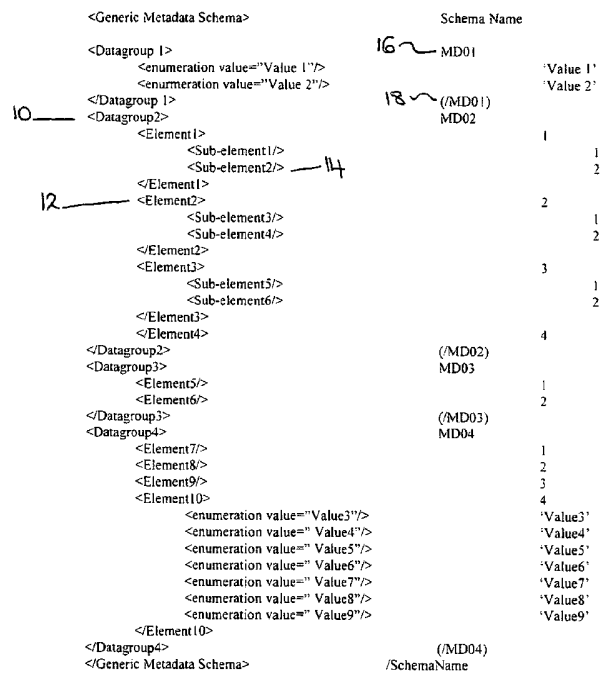 <Generic Metadata Schema> Schema Name
<Datagroup 1> 16 MD01
<enumeration value="Value 1"/> 'Value 1'
<enurmeration value="Value 2"/> 'Value 2'
</Datagroup 1> 18 (/MD01)
10 <Datagroup2> MD02
<Element1> 1
<Sub-element1/> 1
<Sub-element2/> 14 2
</Element1>
12 <Element2> 2
<Sub-element3/> 1
<Sub-element4/> 2
</Element2>
<Element3> 3
<Sub-element5/> 1
<Sub-element6/> 2
</Element3>
</Element4> 4
</Datagroup2> (/MD02)
<Datagroup3> MD03
<Element5/> 1
<Element6/> 2
</Datagroup3> (/MD03)
<Datagroup4> MD04
<Element7/> 1
<Element8/> 2
<Element9/> 3
<Element10> 4
<enumeration value="Value3"/> 'Value3'
<enumeration value=" Value4"/> 'Value4'
<enumeration value=" Value5"/> 'Value5'
<enumeration value=" Value6"/> 'Value6'
<enumeration value=" Value7"/> 'Value7'
<enumeration value=" Value8"/> 'Value8'
<enumeration value=" Value9"/> 'Value9'
</Element10>
</Datagroup4> (/MD04)
</Generic Metadata Schema> /SchemaName